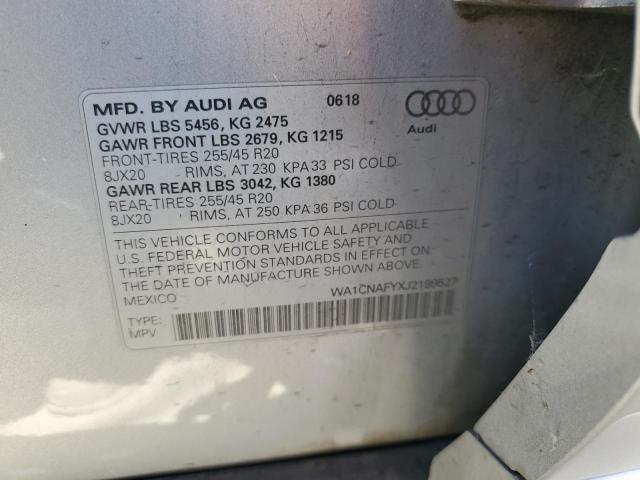 MFD. BY AUDI AG 0618
GVWR LBS 5456, KG 2475
GAWR FRONT LBS 2679, KG 1215
FRONT-TIRES 255/45 R20
8JX20 RIMS, AT 230 KPA 33 PSI COLD
GAWR REAR LBS 3042, KG 1380
REAR-TIRES 255/45 R20
8JX20 RIMS, AT 250 KPA 36 PSI COLD
Audi
THIS VEHICLE CONFORMS TO ALL APPLICABLE
U.S. FEDERAL MOTOR VEHICLE SAFETY AND
THEFT PREVENTION STANDARDS IN EFFECT ON
THE DATE OF MANUFACTURE SHOWN ABOVE.
MEXICO WA1CNAFYXJ2199527
TYPE:
MPV